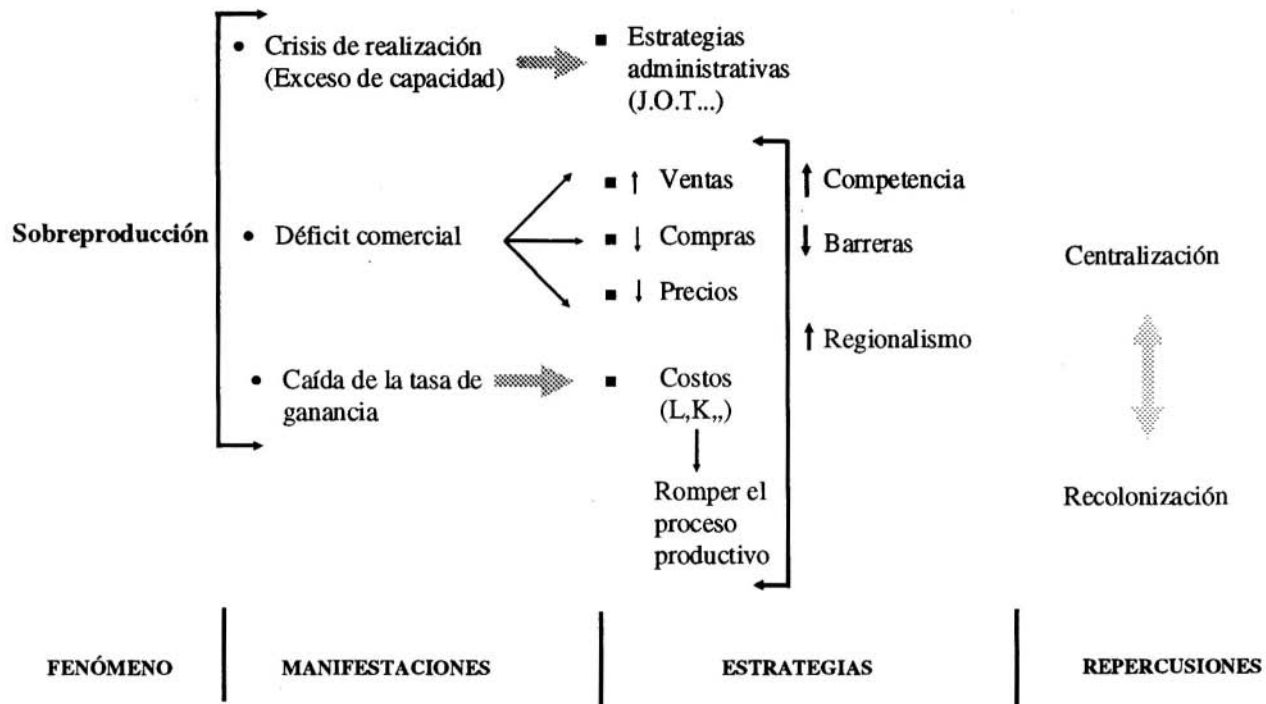 • Crisis de realización
(Exceso de capacidad)
■ Estrategias
administrativas
(J.O.T...)
Sobreproducción
• Déficit comercial
■ ↑ Ventas
■ ↓ Compras
■ ↓ Precios
↑ Competencia
↓ Barreras
↑ Regionalismo
• Caída de la tasa de
ganancia
■ Costos
(L,K,,)
Romper el
proceso
productivo
Centralización
Recolonización
FENÓMENO
MANIFESTACIONES
ESTRATEGIAS
REPERCUSIONES